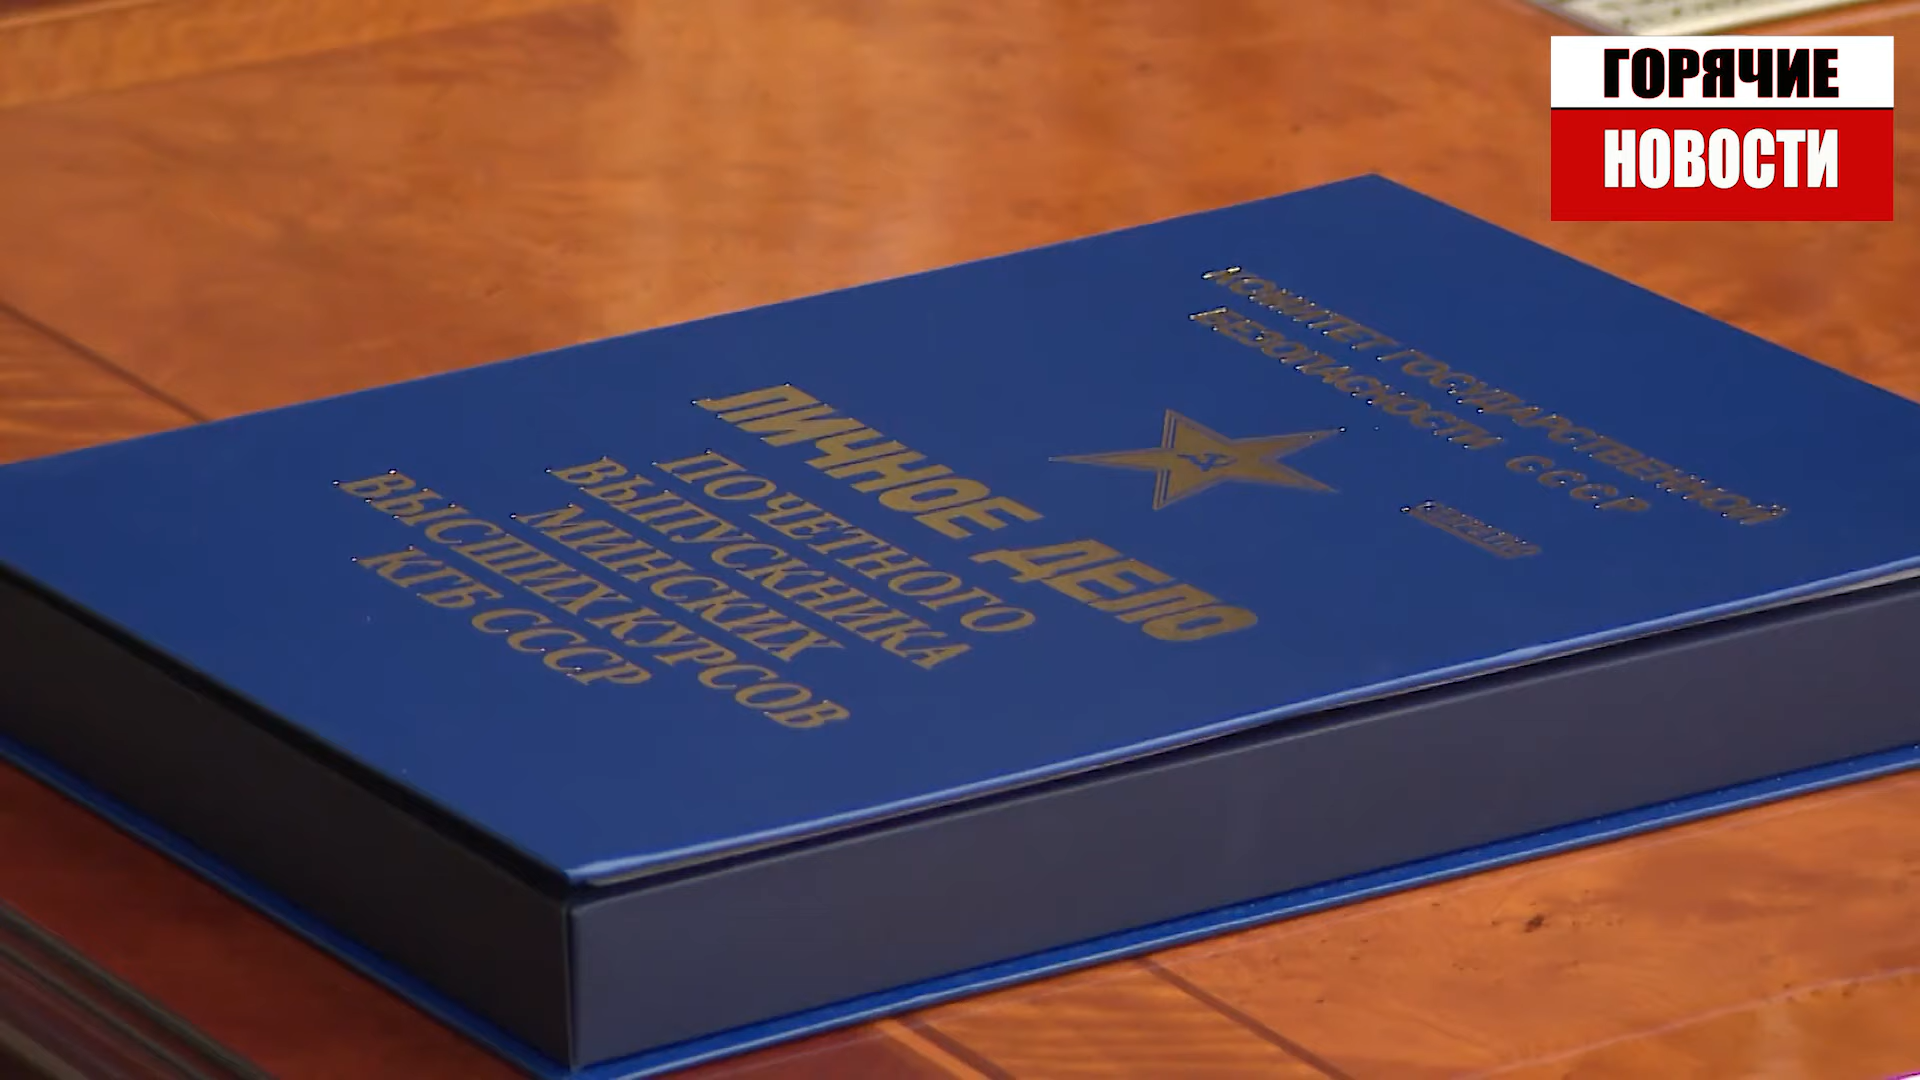 ГОРЯЧИЕ
НОВОСТИ
КОМИТЕТ ГОСУДАРСТВЕННОЙ
БЕЗОПАСНОСТИ СССР
ЛИЧНОЕ ДЕЛО
ПОЧЕТНОГО
ВЫПУСКНИКА
МИНСКИХ
ВЫСШИХ КУРСОВ
КГБ СССР